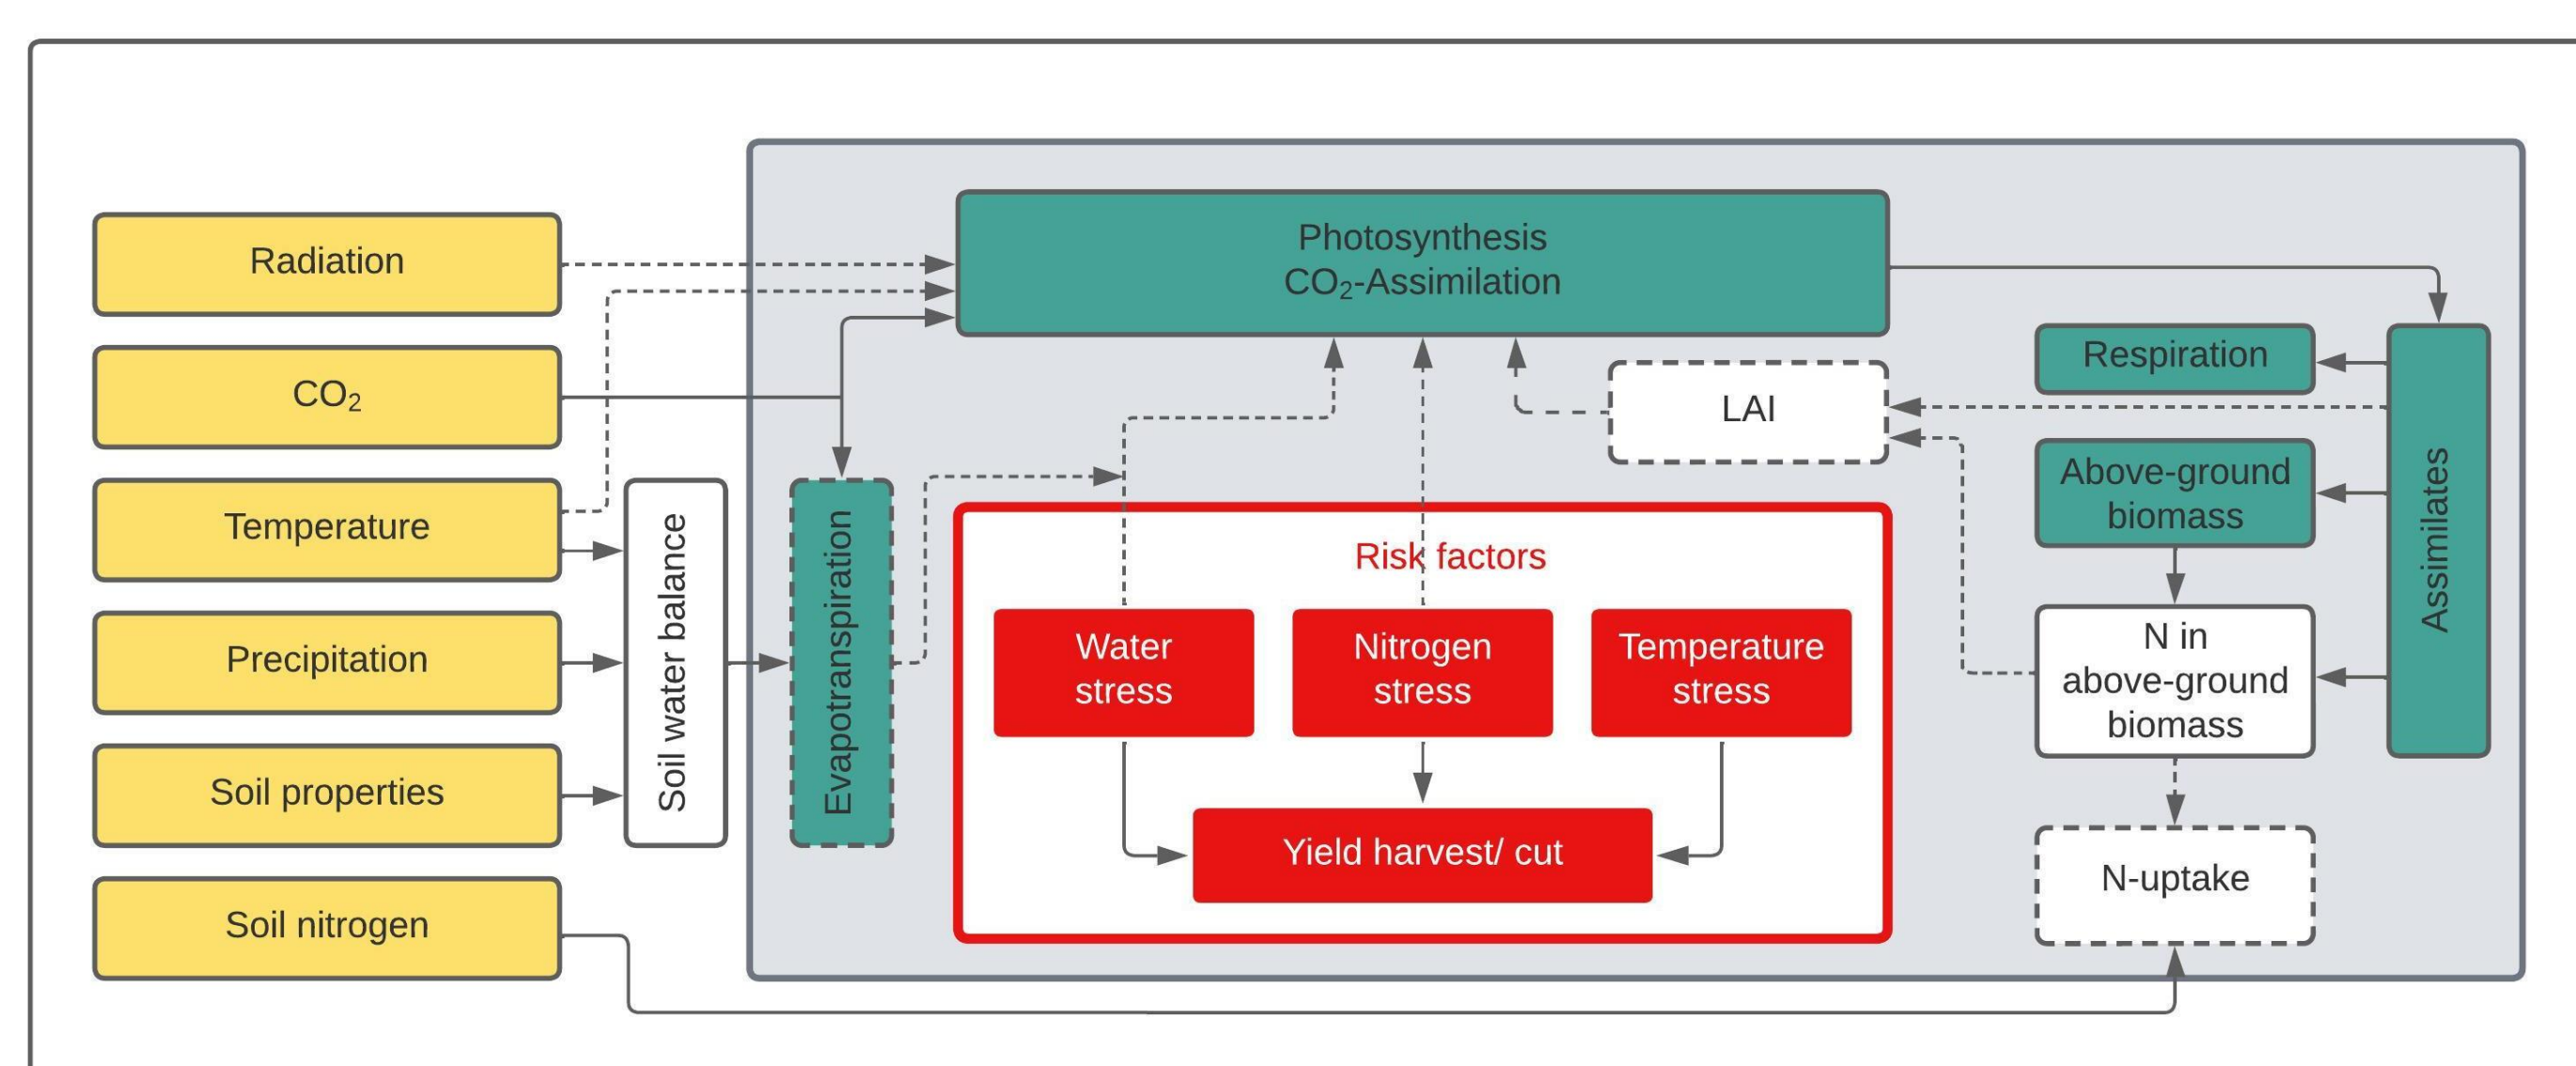 Radiation
CO₂
Temperature
Precipitation
Soil properties
Soil nitrogen
Soil water balance
Evapotranspiration
Photosynthesis
CO₂-Assimilation
LAI
Risk factors
Water
stress
Nitrogen
stress
Temperature
stress
Yield harvest/ cut
Respiration
Above-ground
biomass
N in
above-ground
biomass
N-uptake
Assimilates